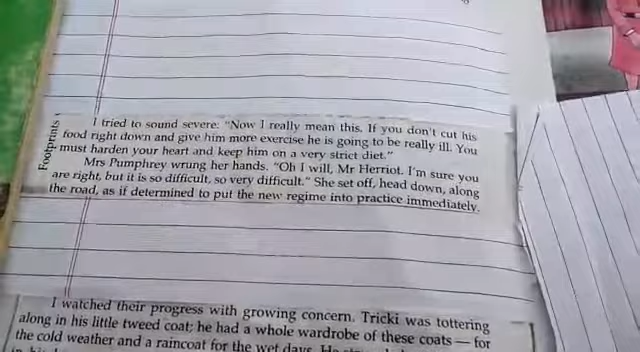 Footprints
I tried to sound severe: "Now I really mean this. If you don't cut his
food right down and give him more exercise he is going to be really ill. You
must harden your heart and keep him on a very strict diet."
Mrs Pumphrey wrung her hands. "Oh I will, Mr Herriot. I'm sure you
are right, but it is so difficult, so very difficult." She set off, head down, along
the road, as if determined to put the new regime into practice immediately.
I watched their progress with growing concern. Tricki was tottering
along in his little tweed coat; he had a whole wardrobe of these coats — for
the cold weather and a raincoat for the wet days. He